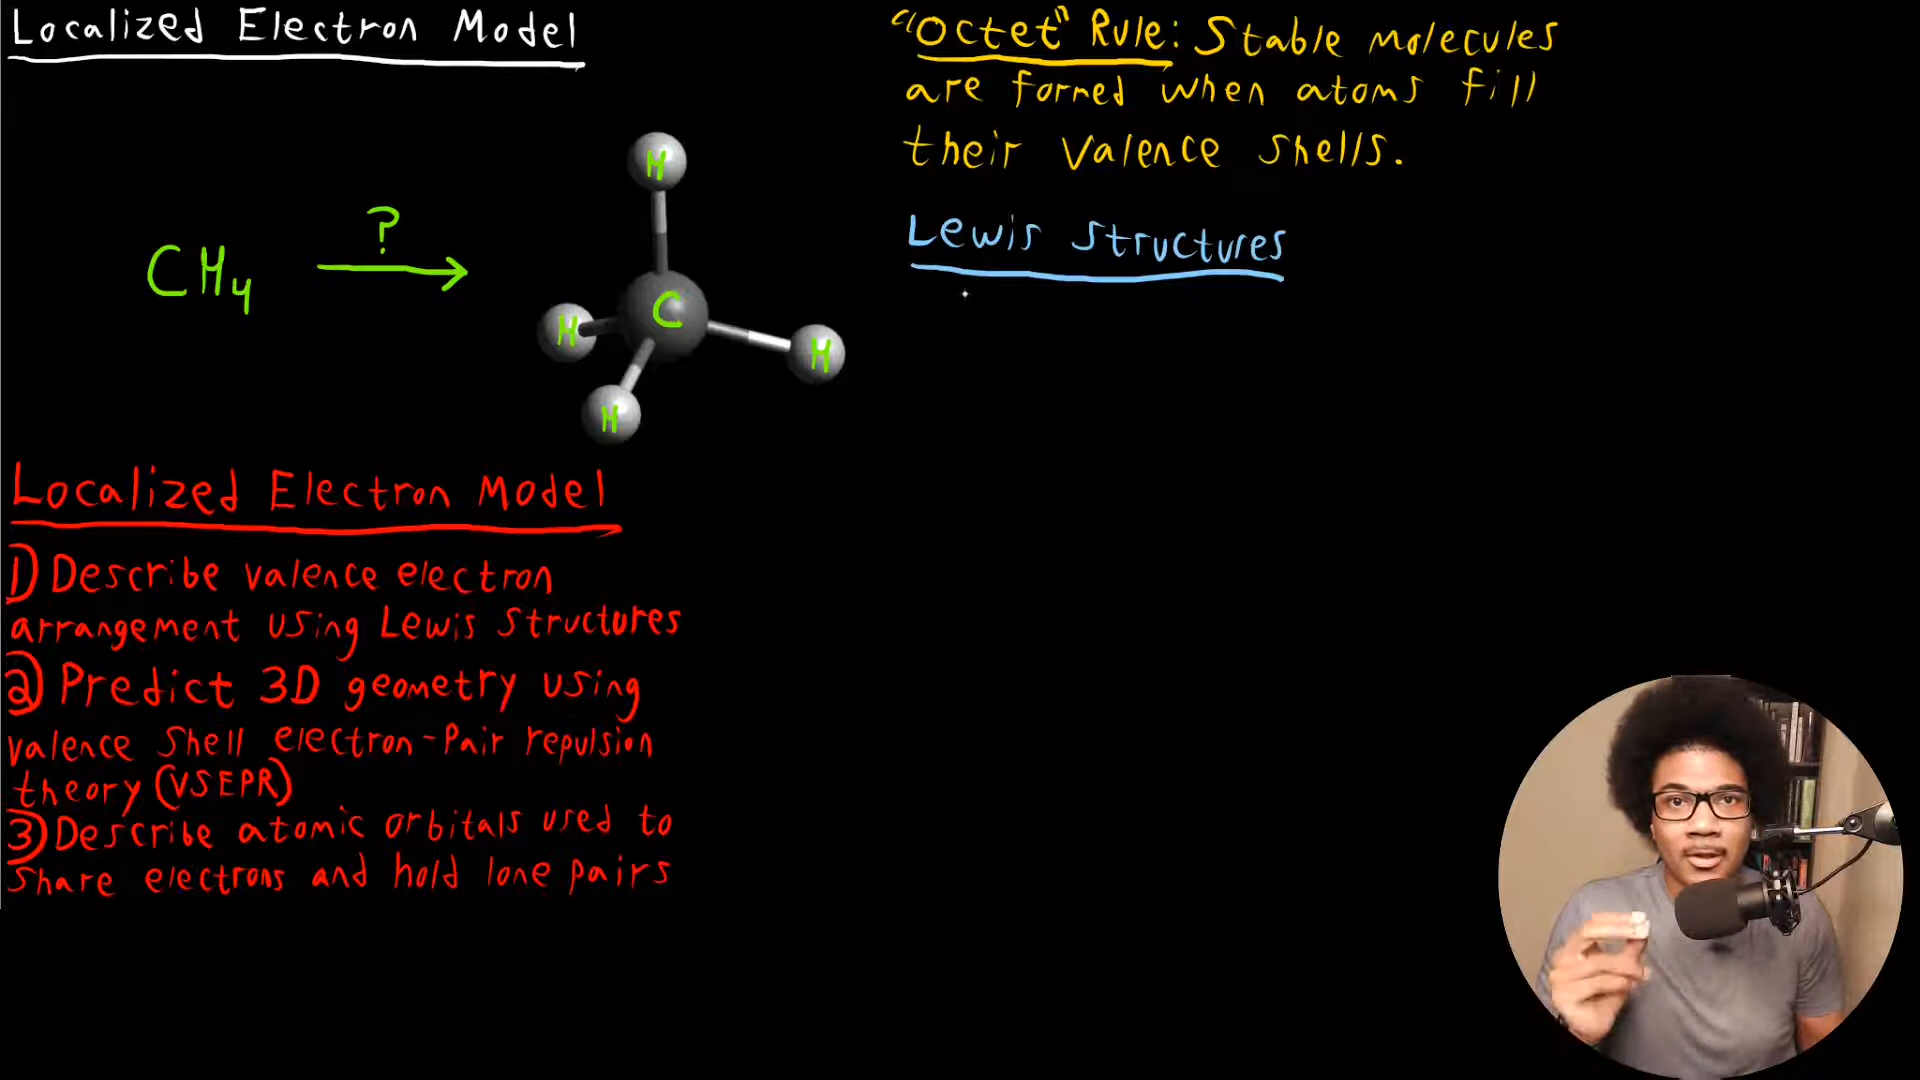 Localized Electron Model
CH4
?
H
C
H
H
H
Localized Electron Model
1) Describe valence electron
arrangement using Lewis Structures
2) Predict 3D geometry using
valence shell electron-Pair repulsion
theory (VSEPR)
3) Describe atomic orbitals used to
Share electrons and hold lone pairs
"Octet" Rule: Stable molecules
are formed when atoms fill
their valence shells.
Lewis Structures